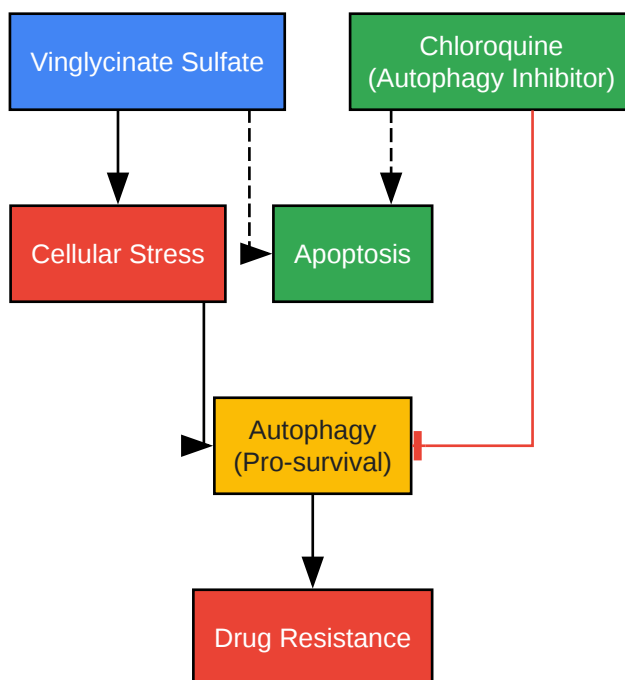 Vinglycinate Sulfate
Chloroquine
(Autophagy Inhibitor)
Cellular Stress
Apoptosis
Autophagy
(Pro-survival)
Drug Resistance